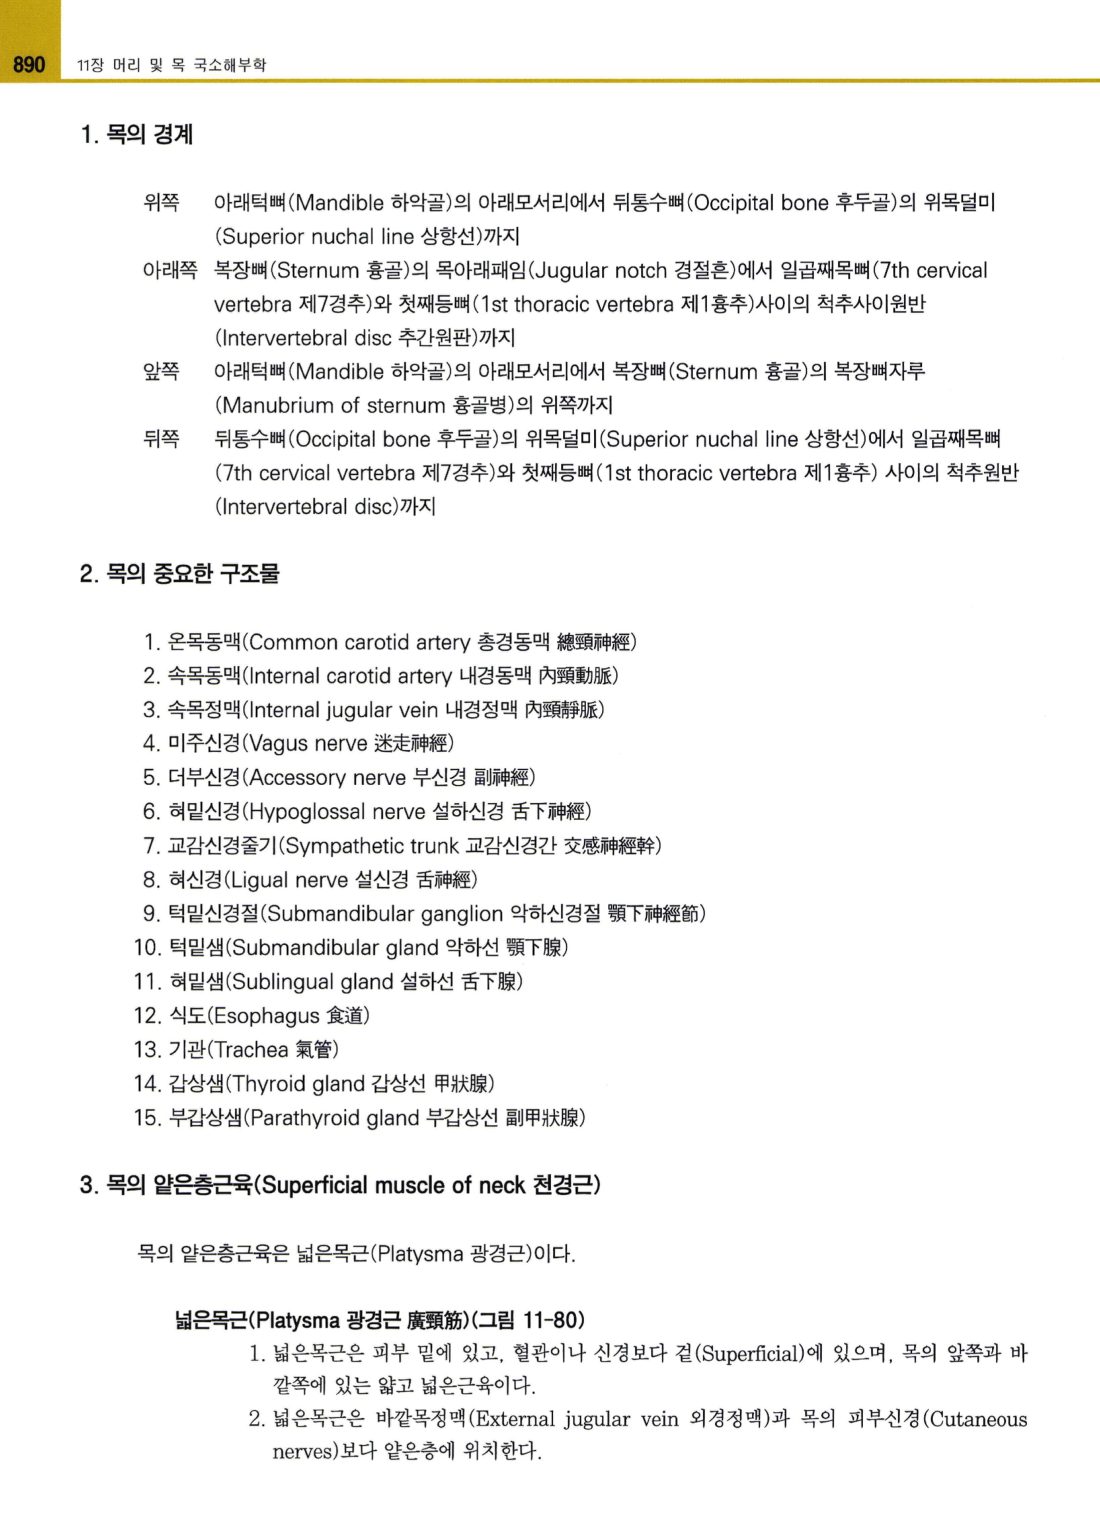 890 11장 머리 및 목 국소해부학
1. 목의 경계
위쪽 아래턱뼈(Mandible 하악골)의 아래모서리에서 뒤통수뼈(Occipital bone 후두골)의 위목덜미
(Superior nuchal line 상항선)까지
아래쪽 복장뼈(Sternum 흉골)의 목아래패임(Jugular notch 경절흔)에서 일곱째목뼈(7th cervical
vertebra 제7경추)와 첫째등뼈(1st thoracic vertebra 제1흉추)사이의 척추사이원반
(Intervertebral disc 추간원판)까지
앞쪽 아래턱뼈(Mandible 하악골)의 아래모서리에서 복장뼈(Sternum 흉골)의 복장뼈자루
(Manubrium of sternum 흉골병)의 위쪽까지
뒤쪽 뒤통수뼈(Occipital bone 후두골)의 위목덜미(Superior nuchal line 상항선)에서 일곱째목뼈
(7th cervical vertebra 제7경추)와 첫째등뼈(1st thoracic vertebra 제1흉추) 사이의 척추원반
(Intervertebral disc)까지
2. 목의 중요한 구조물
1. 온목동맥(Common carotid artery 총경동맥 總頸神經)
2. 속목동맥(Internal carotid artery 내경동맥 內頸動脈)
3. 속목정맥(Internal jugular vein 내경정맥 內頸靜脈)
4. 미주신경(Vagus nerve 迷走神經)
5. 더부신경(Accessory nerve 부신경 副神經)
6. 혀밑신경(Hypoglossal nerve 설하신경 舌下神經)
7. 교감신경줄기(Sympathetic trunk 교감신경간 交感神經幹)
8. 혀신경(Ligual nerve 설신경 舌神經)
9. 턱밑신경절(Submandibular ganglion 악하신경절 顎下神經節)
10. 턱밑샘(Submandibular gland 악하선 顎下腺)
11. 혀밑샘(Sublingual gland 설하선 舌下腺)
12. 식도(Esophagus 食道)
13. 기관(Trachea 氣管)
14. 갑상샘(Thyroid gland 갑상선 甲狀腺)
15. 부갑상샘(Parathyroid gland 부갑상선 副甲狀腺)
3. 목의 얕은층근육(Superficial muscle of neck 천경근)
목의 얕은층근육은 넓은목근(Platysma 광경근)이다.
넓은목근(Platysma 광경근 廣頸筋)(그림 11-80)
1. 넓은목근은 피부 밑에 있고, 혈관이나 신경보다 겉(Superficial)에 있으며, 목의 앞쪽과 바
깥쪽에 있는 얇고 넓은근육이다.
2. 넓은목근은 바깥목정맥(External jugular vein 외경정맥)과 목의 피부신경(Cutaneous
nerves)보다 얕은층에 위치한다.